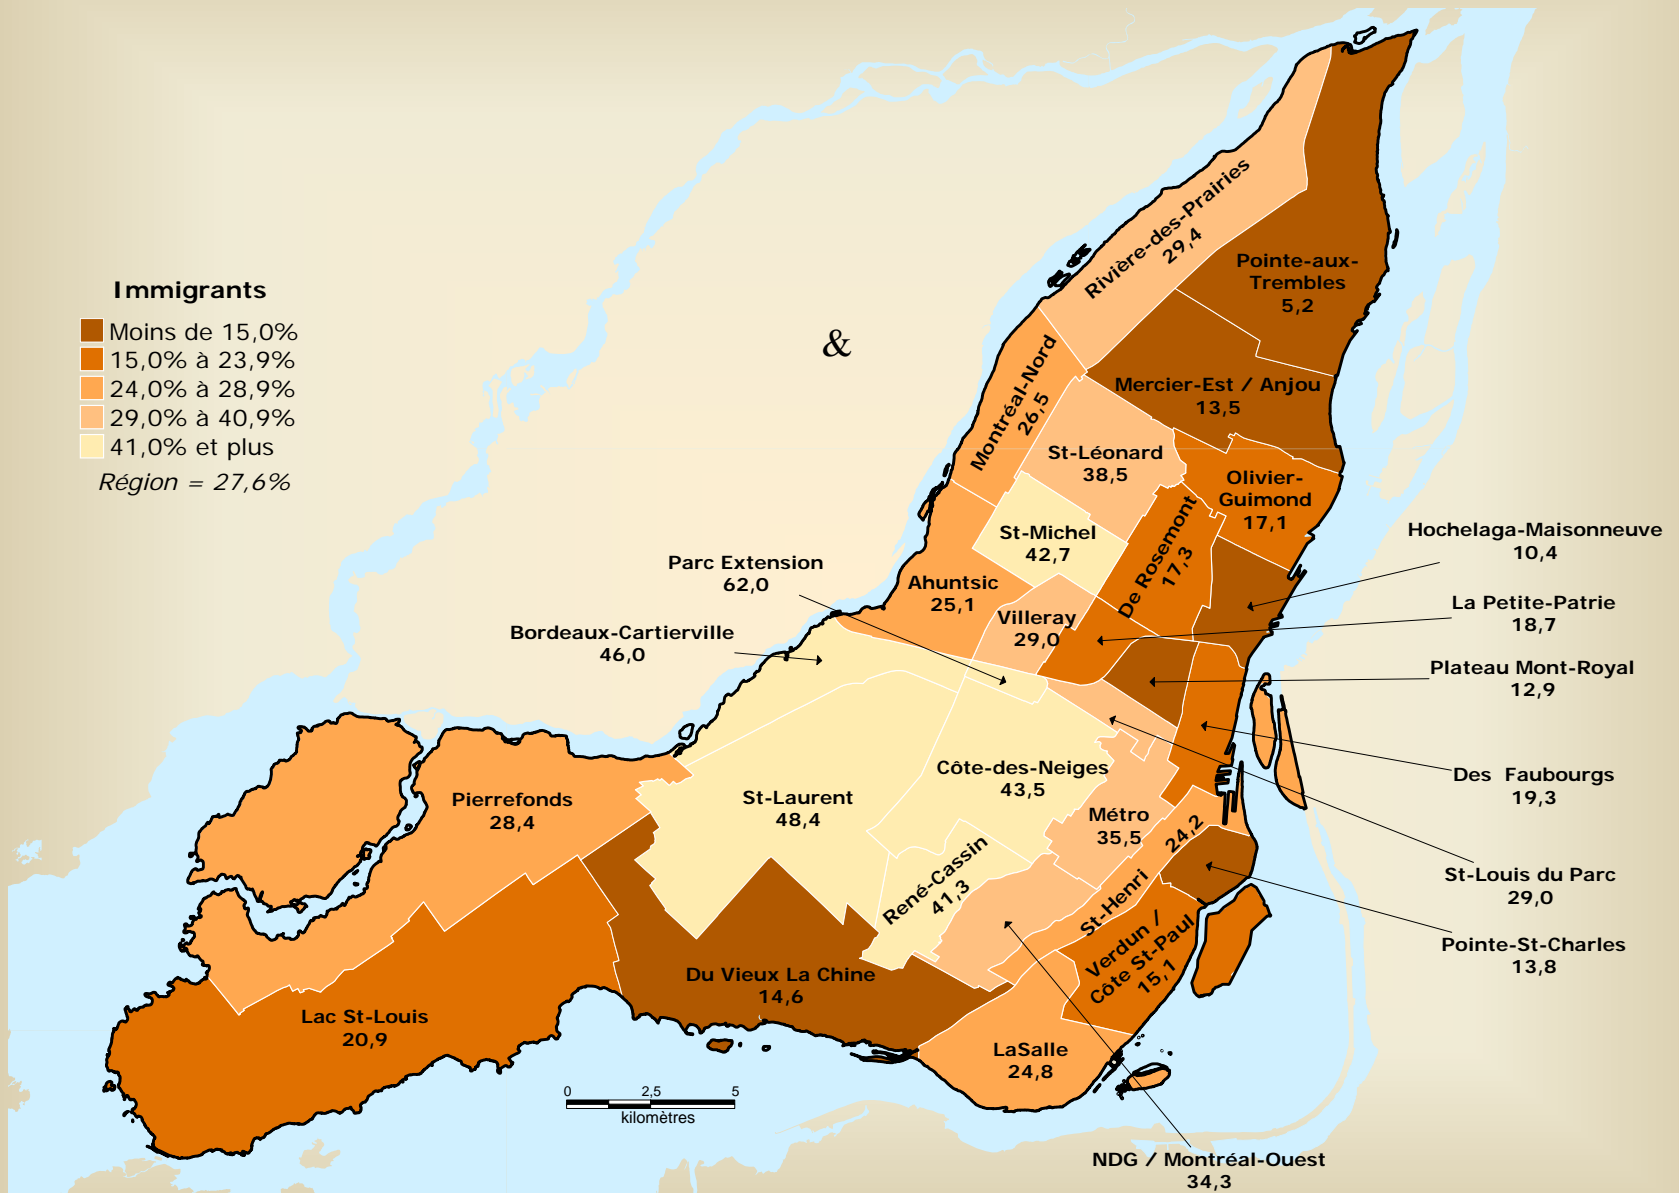 Immigrants
Moins de 15,0%
15,0% à 23,9%
24,0% à 28,9%
29,0% à 40,9%
41,0% et plus
Région = 27,6%
&
Rivière-des-Prairies
29,4
Pointe-aux-
Trembles
5,2
Montréal-Nord
26,5
Mercier-Est / Anjou
13,5
St-Léonard
38,5
Olivier-
Guimond
17,1
St-Michel
42,7
De Rosemont
17,3
Hochelaga-Maisonneuve
10,4
Parc Extension
62,0
Ahuntsic
25,1
Villeray
29,0
La Petite-Patrie
18,7
Bordeaux-Cartierville
46,0
Plateau Mont-Royal
12,9
Des Faubourgs
19,3
Côte-des-Neiges
43,5
Pierrefonds
28,4
St-Laurent
48,4
Métro
35,5
St-Henri
24,2
René-Cassin
41,3
St-Louis du Parc
29,0
Verdun /
Côte St-Paul
15,1
Pointe-St-Charles
13,8
Du Vieux La Chine
14,6
Lac St-Louis
20,9
LaSalle
24,8
0 2,5 5
kilomètres
NDG / Montréal-Ouest
34,3